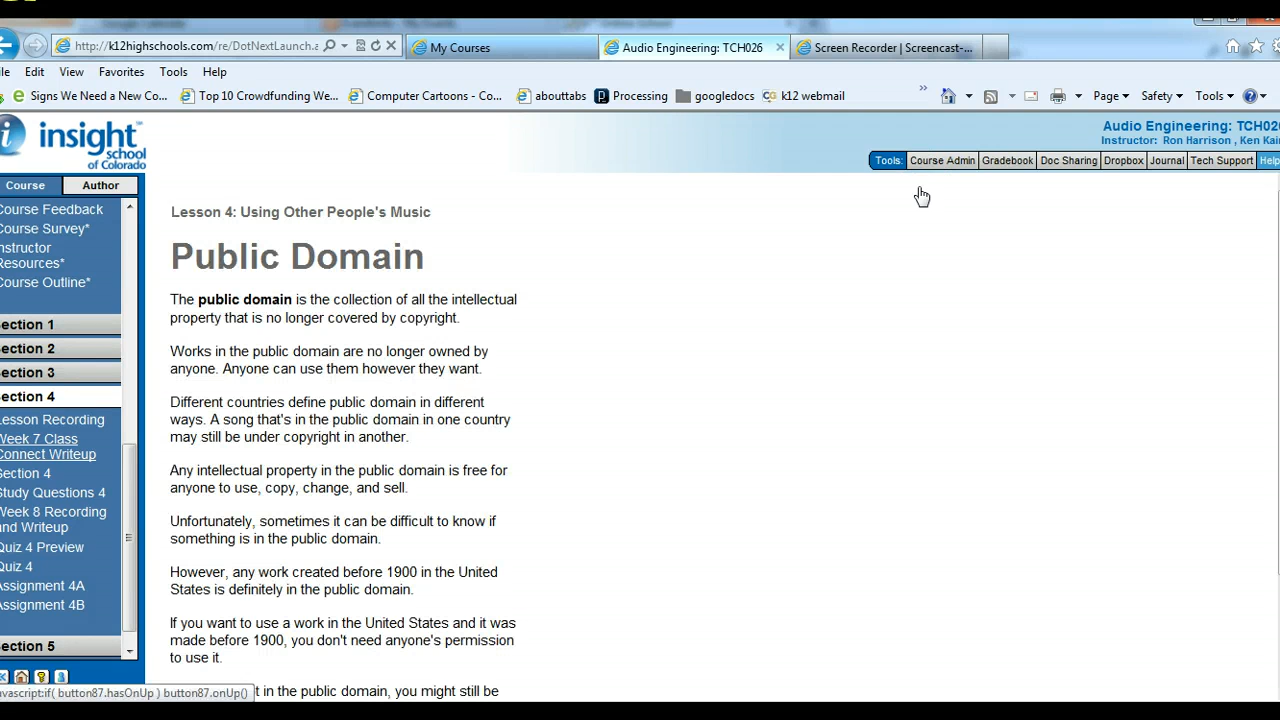 http://k12highschools.com/re/DotNextLaunch.a
My Courses
Audio Engineering: TCH026
Screen Recorder | Screencast-...
Edit View Favorites Tools Help
Signs We Need a New Co... Top 10 Crowdfunding We... Computer Cartoons - Co... abouttabs Processing googledocs k12 webmail
Page Safety Tools
insight
school
of Colorado
Audio Engineering: TCH026
Instructor: Ron Harrison, Ken Kai
Tools: Course Admin Gradebook Doc Sharing Dropbox Journal Tech Support Help
Course Author
Course Feedback
Course Survey*
nstructor
Resources*
Course Outline*
ection 1
ection 2
ection 3
ection 4
Lesson Recording
Week 7 Class
Connect Writeup
Section 4
Study Questions 4
Week 8 Recording
and Writeup
Quiz 4 Preview
Quiz 4
Assignment 4A
Assignment 4B
ection 5
Lesson 4: Using Other People's Music
Public Domain
The public domain is the collection of all the intellectual
property that is no longer covered by copyright.
Works in the public domain are no longer owned by
anyone. Anyone can use them however they want.
Different countries define public domain in different
ways. A song that's in the public domain in one country
may still be under copyright in another.
Any intellectual property in the public domain is free for
anyone to use, copy, change, and sell.
Unfortunately, sometimes it can be difficult to know if
something is in the public domain.
However, any work created before 1900 in the United
States is definitely in the public domain.
If you want to use a work in the United States and it was
made before 1900, you don't need anyone's permission
to use it.
t in the public domain, you might still be
avascript:if( button87.hasOnUp ) button87.onUp()